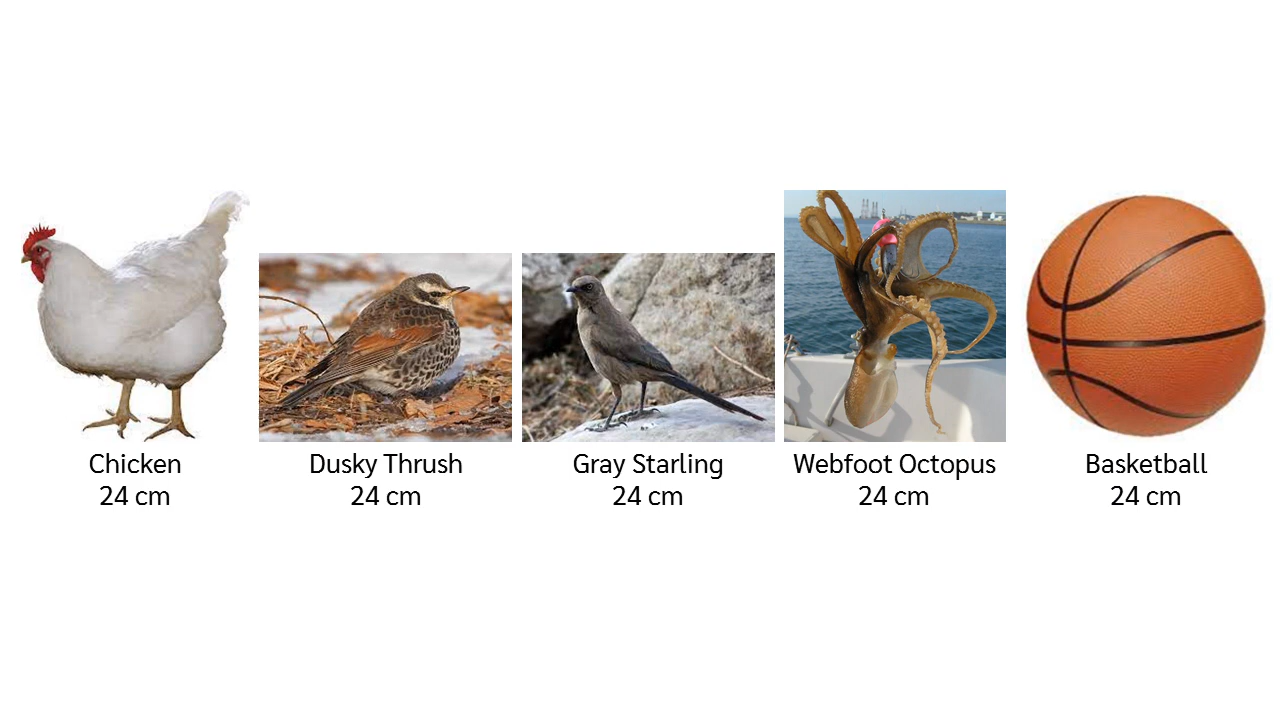 Chicken
24 cm
Dusky Thrush
24 cm
Gray Starling
24 cm
Webfoot Octopus
24 cm
Basketball
24 cm